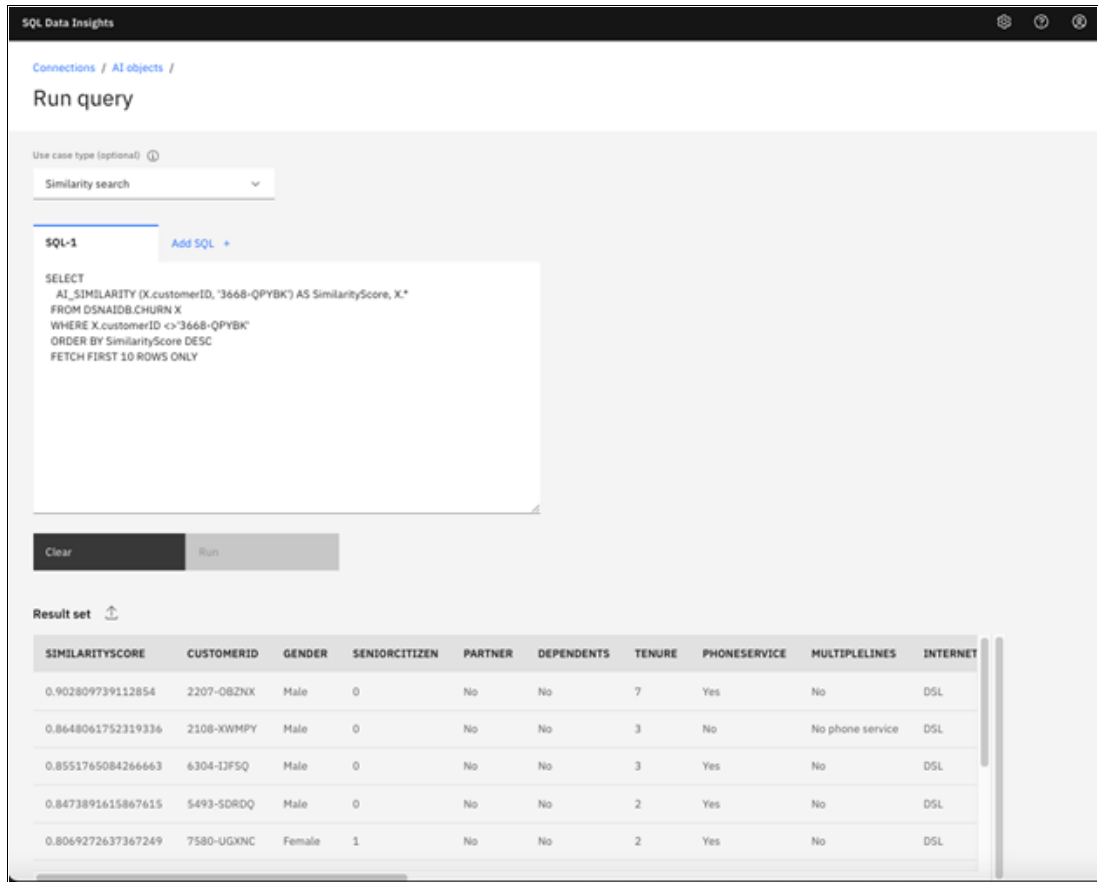 SQL Data Insights
Connections / AI objects /
Run query
Use case type (optional)
Similarity search
SQL-1 Add SQL +
SELECT
AI_SIMILARITY (X.customerID, '3668-QPYBK') AS SimilarityScore, X.*
FROM DSNAIDB.CHURN X
WHERE X.customerID <>'3668-QPYBK'
ORDER BY SimilarityScore DESC
FETCH FIRST 10 ROWS ONLY
Clear Run
Result set
SIMILARITYSCORE CUSTOMERID GENDER SENIORCITIZEN PARTNER DEPENDENTS TENURE PHONESERVICE MULTIPLELINES INTERNET
0.902809739112854 2207-OBZNX Male 0 No No 7 Yes No DSL
0.8648061752319336 2108-XWMPY Male 0 No No 3 No No phone service DSL
0.8551765084266663 6304-IJFSQ Male 0 No No 3 Yes No DSL
0.8473891615867615 5493-SDRDQ Male 0 No No 2 Yes No DSL
0.8069272637367249 7580-UGXNC Female 1 No No 2 Yes No DSL